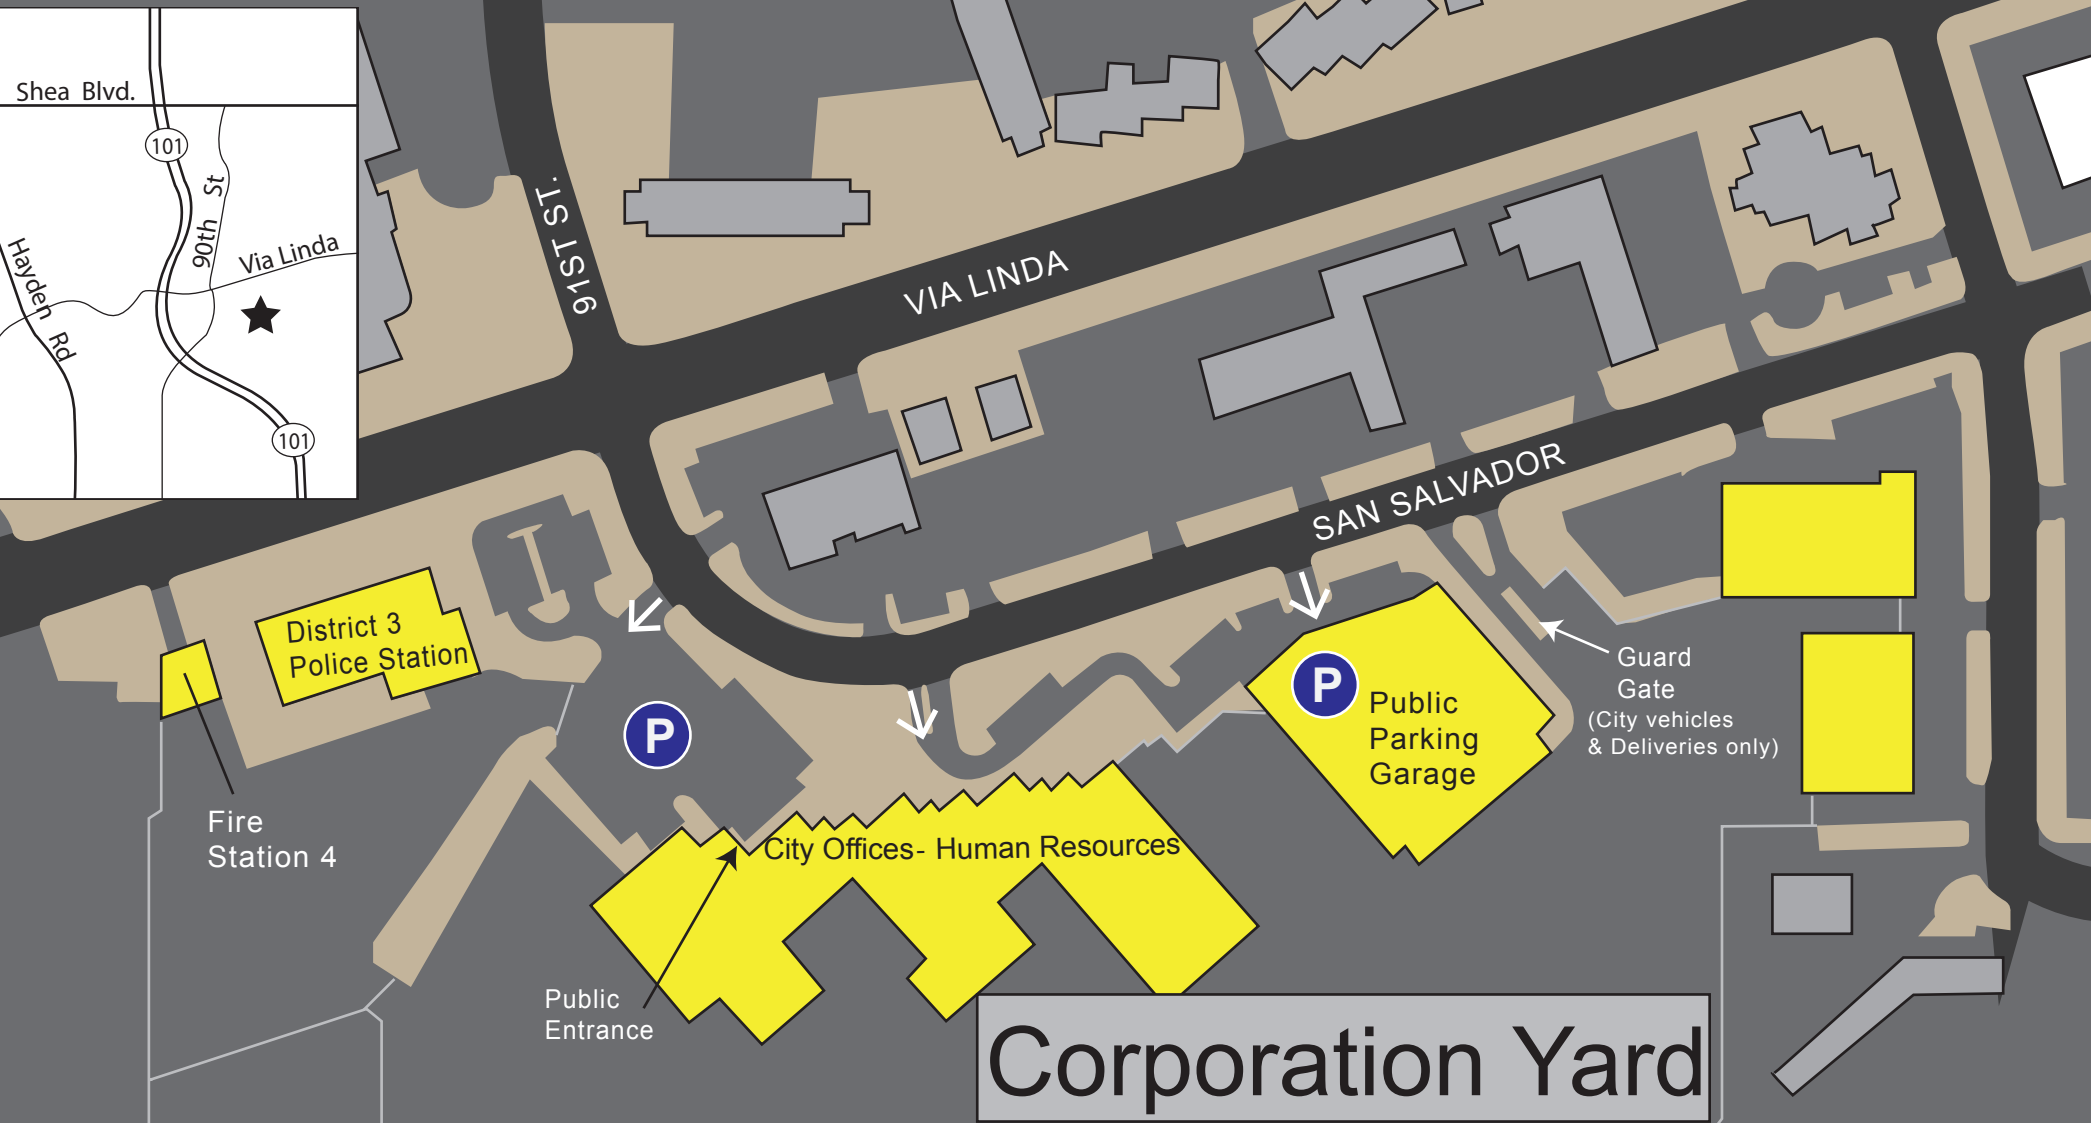 Shea Blvd.
101
90th St
Via Linda
Hayden Rd
101
91ST ST.
VIA LINDA
SAN SALVADOR
District 3
Police Station
Fire
Station 4
P
P
Public
Parking
Garage
Guard
Gate
(City vehicles
& Deliveries only)
City Offices- Human Resources
Public
Entrance
Corporation Yard